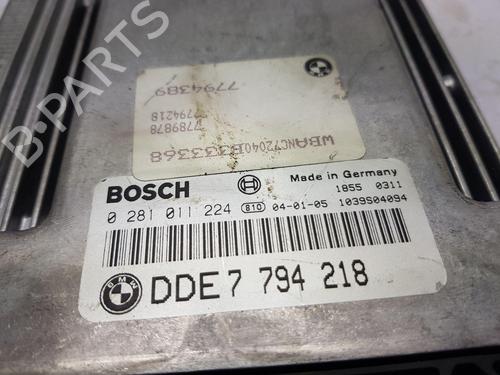 7794389
7794218
7789878
WBANC72040B333368
BOSCH
Made in Germany
1855 0311
0 281 011 224 810 04-01-05 1039S04094
BMW
DDE 7 794 218
B-PARTS